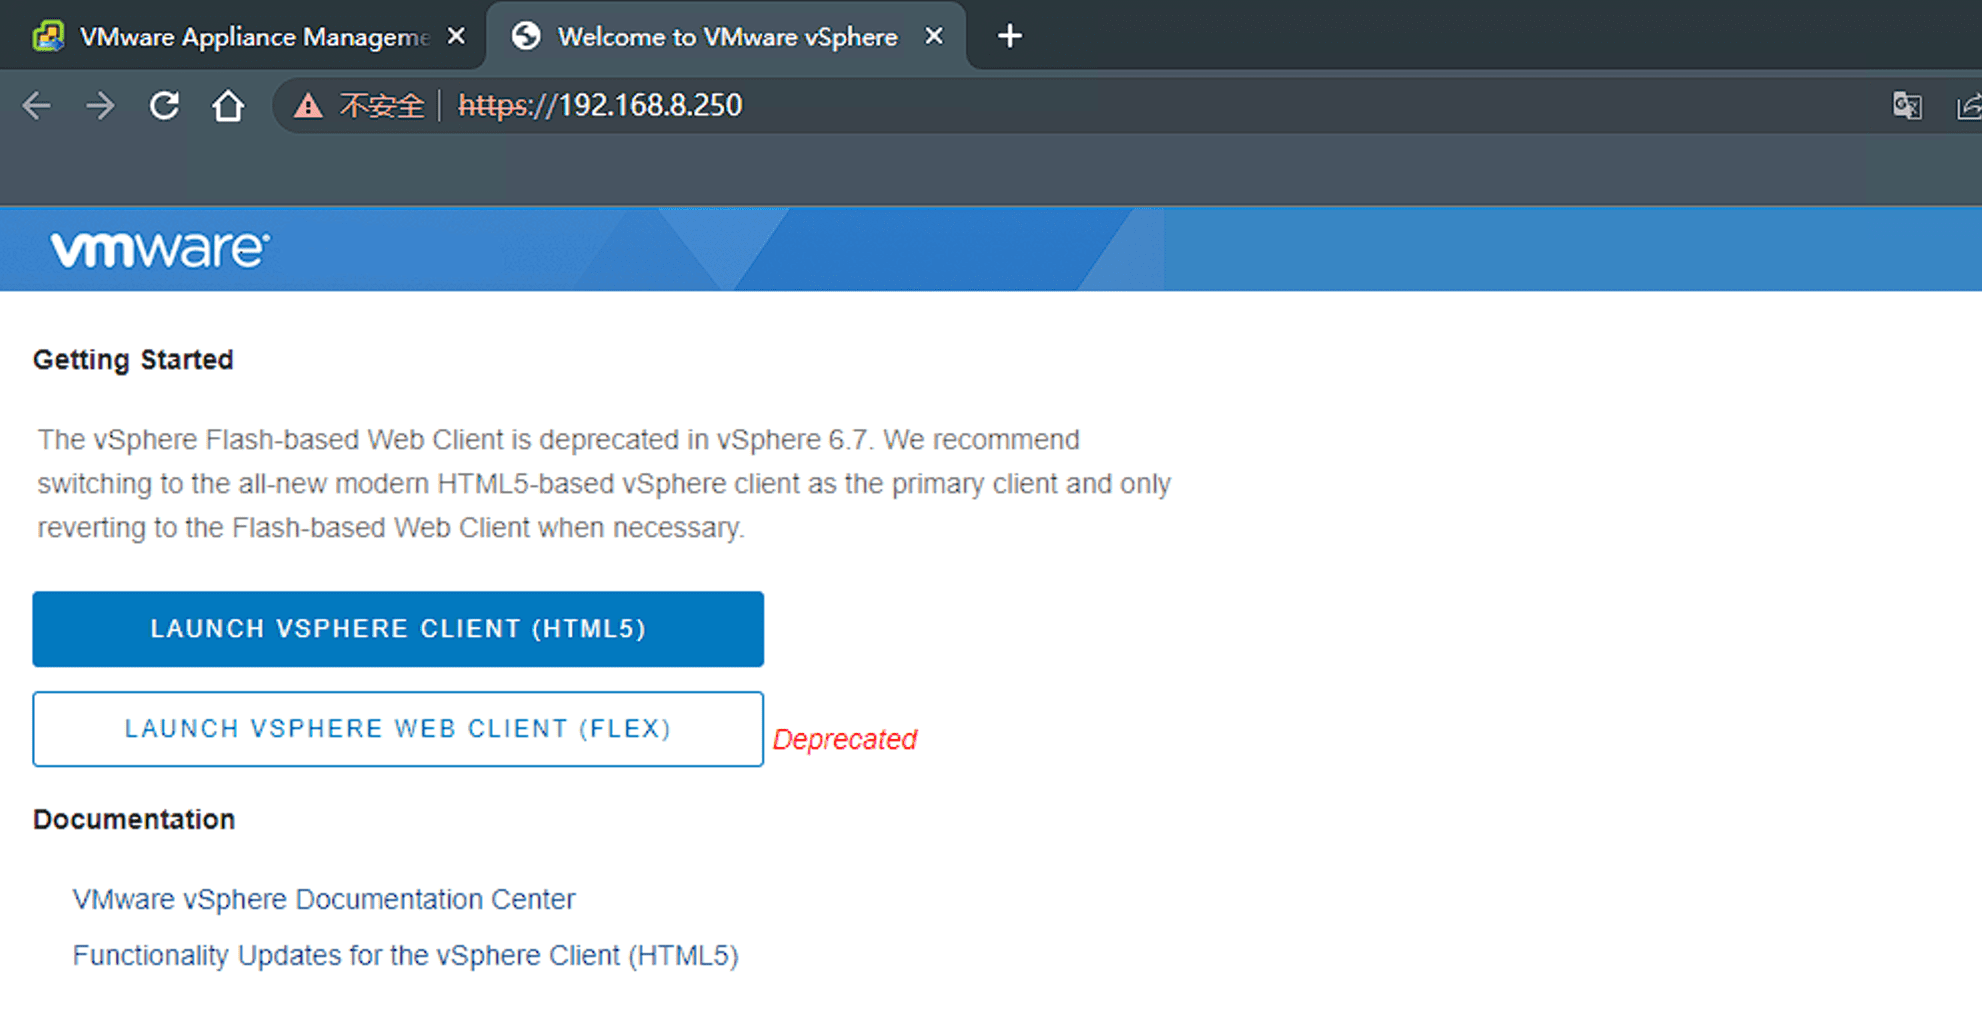 VMware Appliance Manageme
Welcome to VMware vSphere
不安全 https://192.168.8.250
vmware
Getting Started
The vSphere Flash-based Web Client is deprecated in vSphere 6.7. We recommend
switching to the all-new modern HTML5-based vSphere client as the primary client and only
reverting to the Flash-based Web Client when necessary.
LAUNCH VSPHERE CLIENT (HTML5)
LAUNCH VSPHERE WEB CLIENT (FLEX)
Deprecated
Documentation
VMware vSphere Documentation Center
Functionality Updates for the vSphere Client (HTML5)